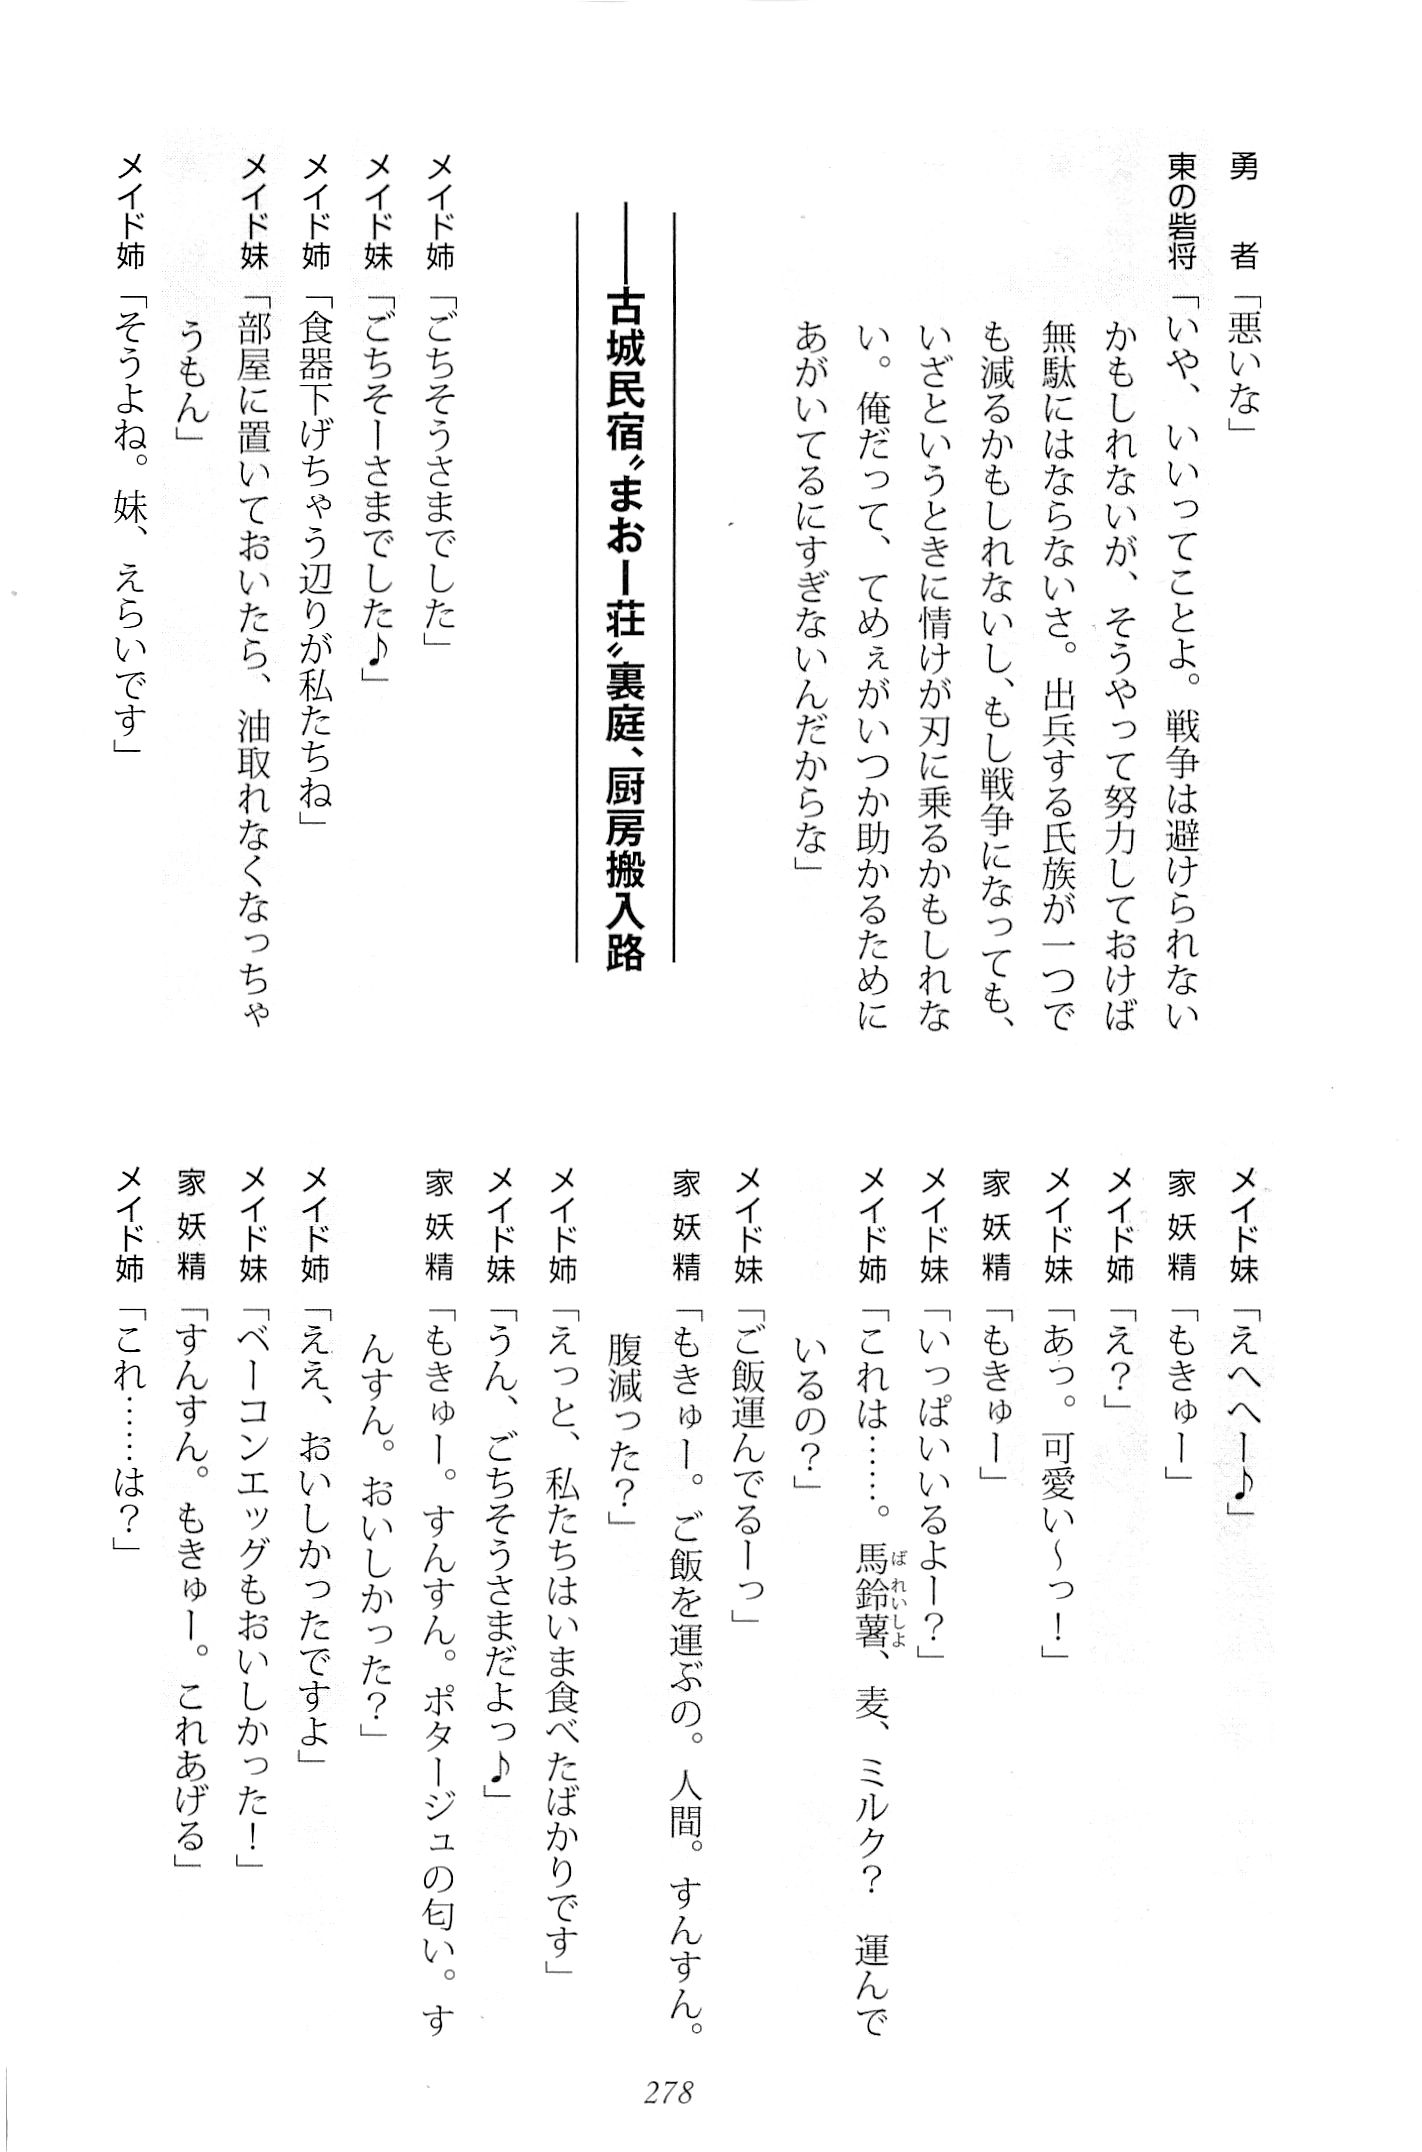 勇　者「悪いな」
東の砦将「いや、いいってことよ。戦争は避けられない
かもしれないが、そうやって努力しておけば
無駄にはならないさ。出兵する氏族が一つで
も減るかもしれないし、もし戦争になっても、
いざというときに情けが刃に乗るかもしれな
い。俺だって、てめぇがいつか助かるために
あがいてるにすぎないんだからな」
――古城民宿〝まおー荘〟裏庭、厨房搬入路
メイド姉「ごちそうさまでした」
メイド妹「ごちそーさまでした♪」
メイド姉「食器下げちゃう辺りが私たちね」
メイド妹「部屋に置いておいたら、油取れなくなっちゃ
うもん」
メイド姉「そうよね。妹、えらいです」
メイド妹「えへへー♪」
家妖精「もきゅー」
メイド姉「え？」
メイド妹「あっ。可愛い～っ！」
家妖精「もきゅー」
メイド妹「いっぱいいるよー？」
メイド姉「これは……。馬鈴薯、麦、ミルク？　運んで
ばれいしよ
いるの？」
メイド妹「ご飯運んでるーっ」
家妖精「もきゅー。ご飯を運ぶの。人間。すんすん。
腹減った？」
メイド姉「えっと、私たちはいま食べたばかりです」
メイド妹「うん、ごちそうさまだよっ♪」
家妖精「もきゅー。すんすん。ポタージュの匂い。す
んすん。おいしかった？」
メイド姉「ええ、おいしかったですよ」
メイド妹「ベーコンエッグもおいしかった！」
家妖精「すんすん。もきゅー。これあげる」
メイド姉「これ……は？」
278